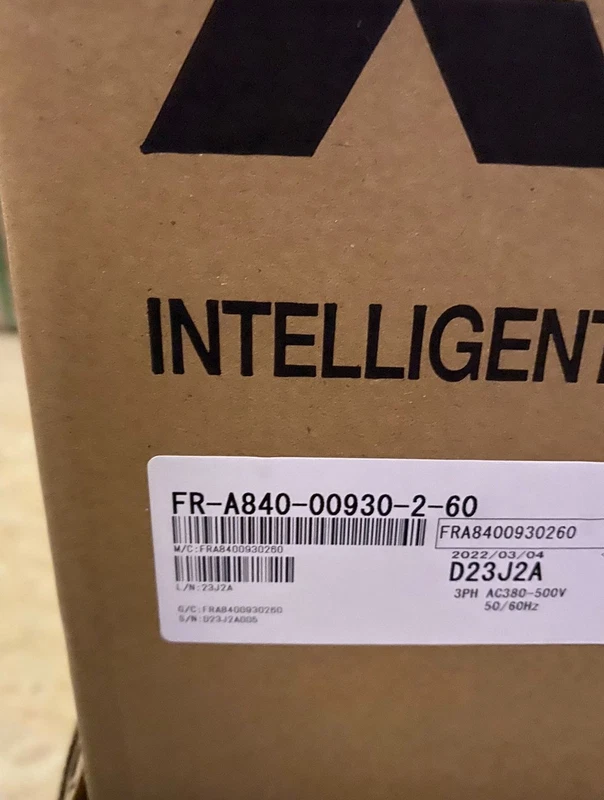 INTELLIGENT
FR-A840-00930-2-60
FRA8400930260
M/C:FRA8400930260
2022/03/04
D23J2A
L/N:23J2A
3PH AC380-500V
50/60Hz
G/C:FRA8400930260
S/N:D23J2A005